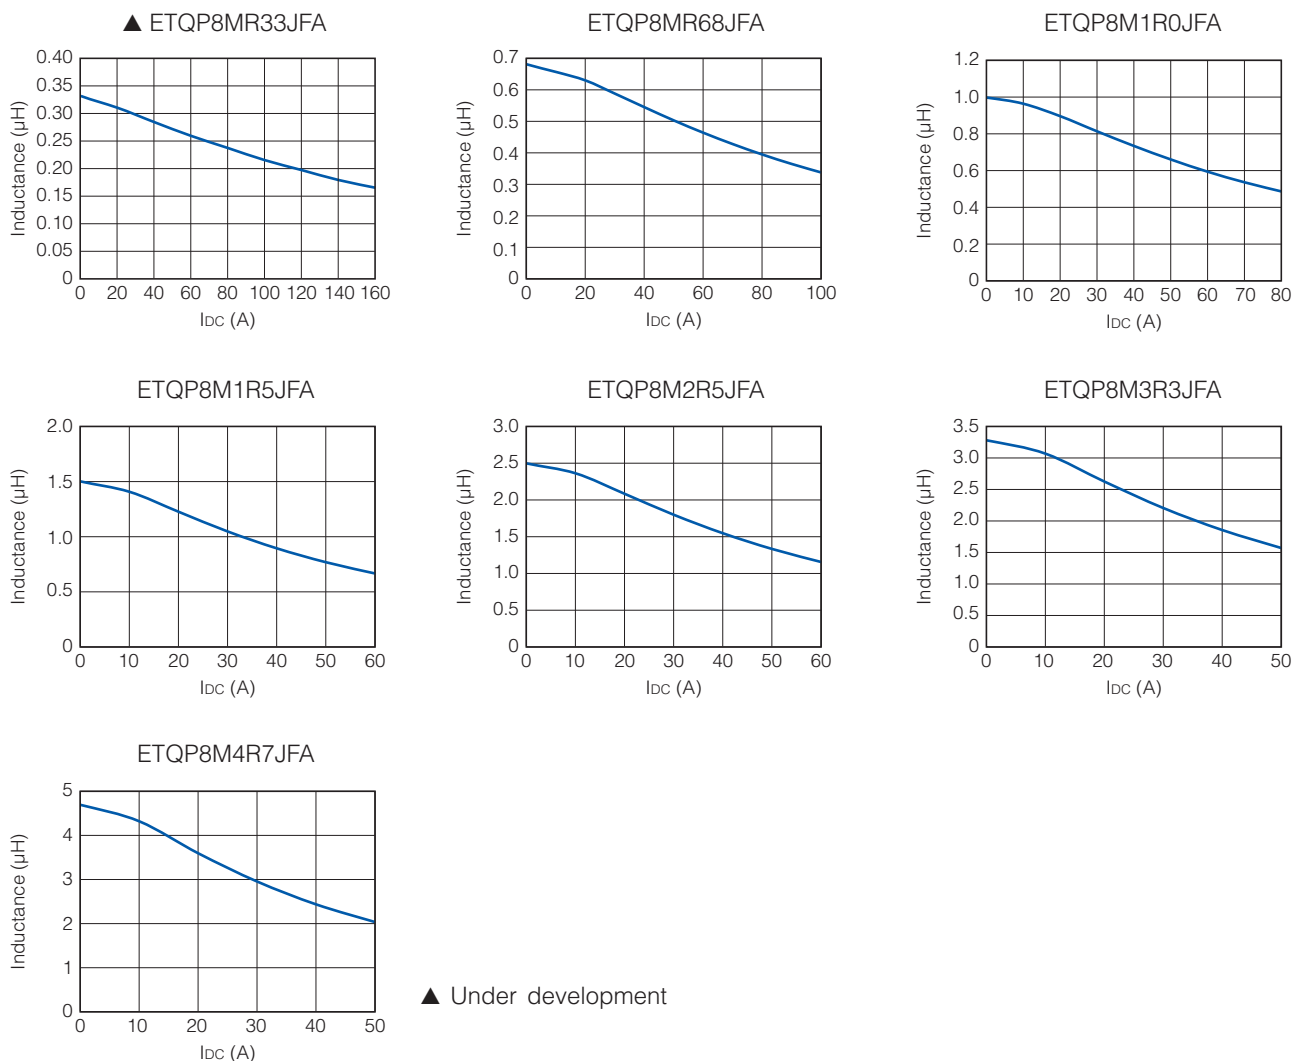 ▲ ETQP8MR33JFA
Inductance (µH)
0.40
0.35
0.30
0.25
0.20
0.15
0.10
0.05
0
0 20 40 60 80 100 120 140 160
IDC (A)
ETQP8MR68JFA
Inductance (µH)
0.7
0.6
0.5
0.4
0.3
0.2
0.1
0
0 20 40 60 80 100
IDC (A)
ETQP8M1R0JFA
Inductance (µH)
1.2
1.0
0.8
0.6
0.4
0.2
0
0 10 20 30 40 50 60 70 80
IDC (A)
ETQP8M1R5JFA
Inductance (µH)
2.0
1.5
1.0
0.5
0
0 10 20 30 40 50 60
IDC (A)
ETQP8M2R5JFA
Inductance (µH)
3.0
2.5
2.0
1.5
1.0
0.5
0
0 10 20 30 40 50 60
IDC (A)
ETQP8M3R3JFA
Inductance (µH)
3.5
3.0
2.5
2.0
1.5
1.0
0.5
0
0 10 20 30 40 50
IDC (A)
ETQP8M4R7JFA
Inductance (µH)
5
4
3
2
1
0
0 10 20 30 40 50
IDC (A)
▲ Under development